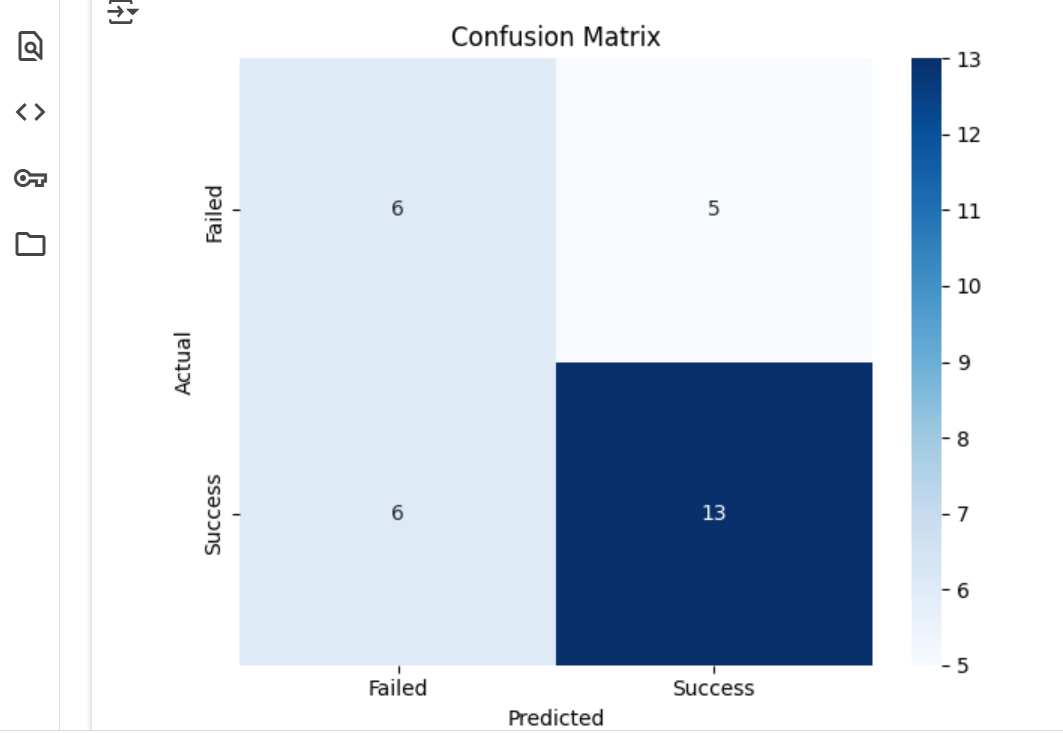 Confusion Matrix
Failed
Success
Actual
6
5
6
13
Failed
Success
Predicted
13
12
11
10
9
8
7
6
5